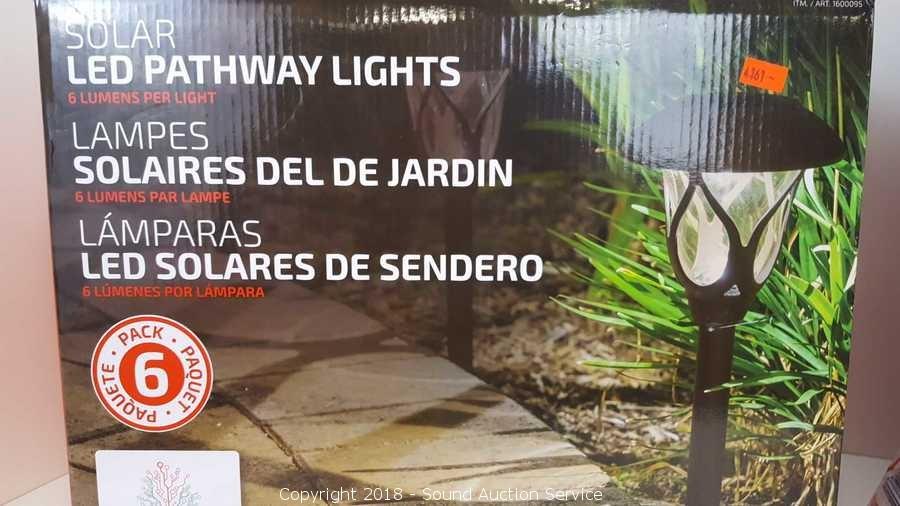 ITM. / ART. 1600095
SOLAR
LED PATHWAY LIGHTS
6 LUMENS PER LIGHT
LAMPES
SOLAIRES DEL DE JARDIN
6 LUMENS PAR LAMPE
LÁMPARAS
LED SOLARES DE SENDERO
6 LÚMENES POR LÁMPARA
PACK • PAQUET • PAQUETE •
6
Copyright 2018 - Sound Auction Service